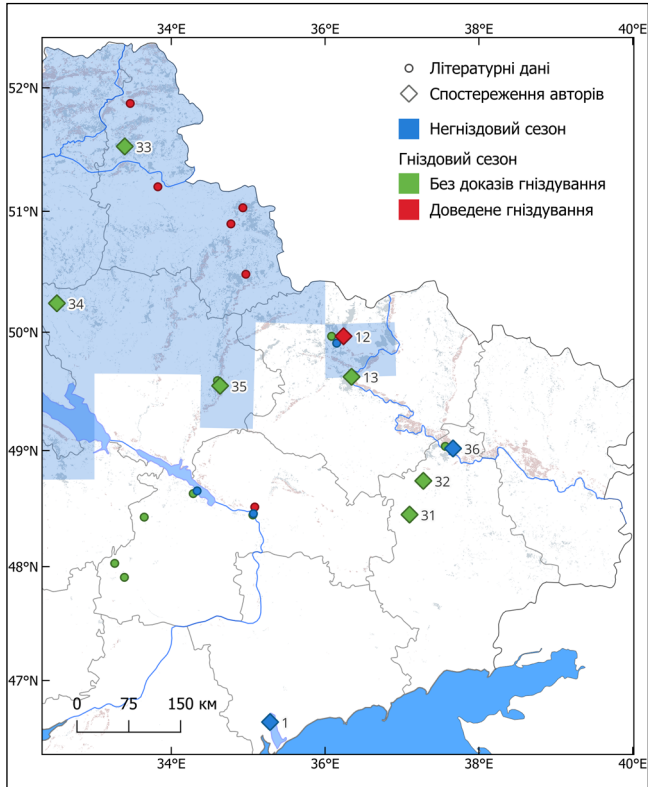 34°E
36°E
38°E
40°E
52°N
51°N
50°N
49°N
48°N
47°N
Літературні дані
Спостереження авторів
Негніздовий сезон
Гніздовий сезон
Без доказів гніздування
Доведене гніздування
33
34
12
13
35
36
32
31
1
0 75 150 км
34°E
36°E
38°E
40°E